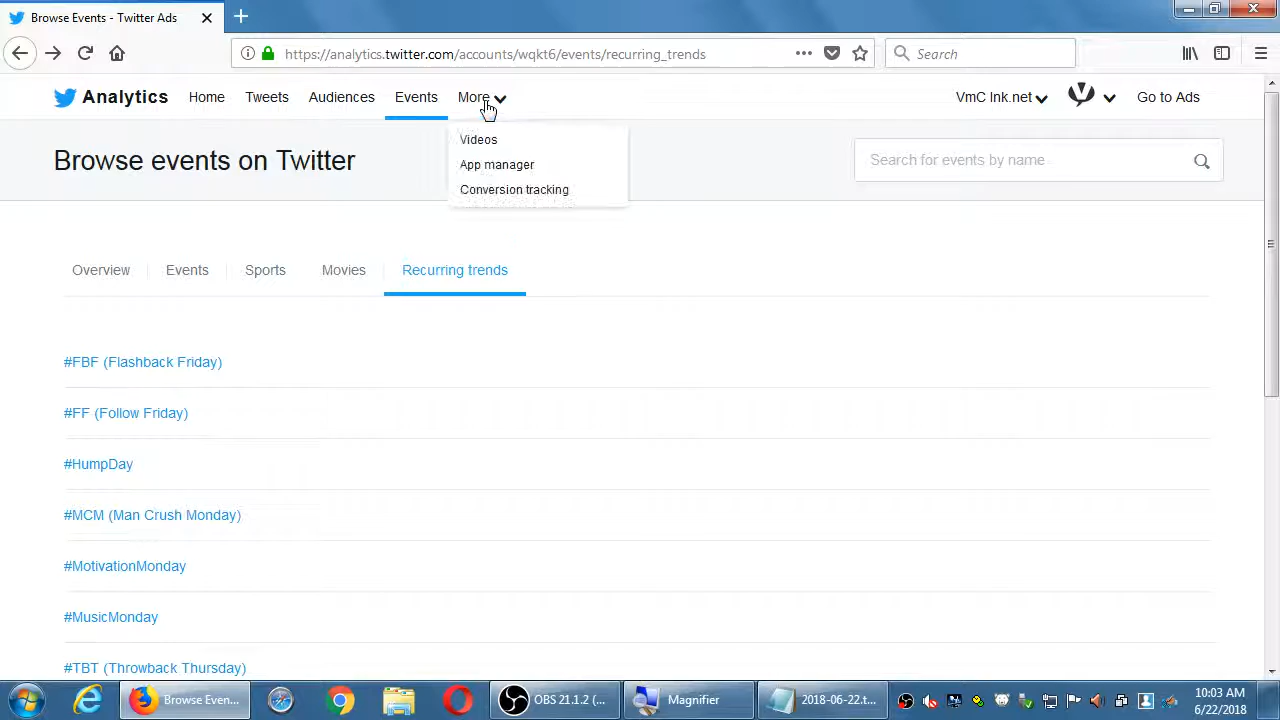 Browse Events - Twitter Ads
https://analytics.twitter.com/accounts/wqkt6/events/recurring_trends
Search
Analytics Home Tweets Audiences Events More VmC Ink.net Go to Ads
Videos
App manager
Conversion tracking
Browse events on Twitter
Search for events by name
Overview Events Sports Movies Recurring trends
#FBF (Flashback Friday)
#FF (Follow Friday)
#HumpDay
#MCM (Man Crush Monday)
#MotivationMonday
#MusicMonday
#TBT (Throwback Thursday)
Browse Even... OBS 21.1.2 (... Magnifier 2018-06-22.t...
10:03 AM
6/22/2018